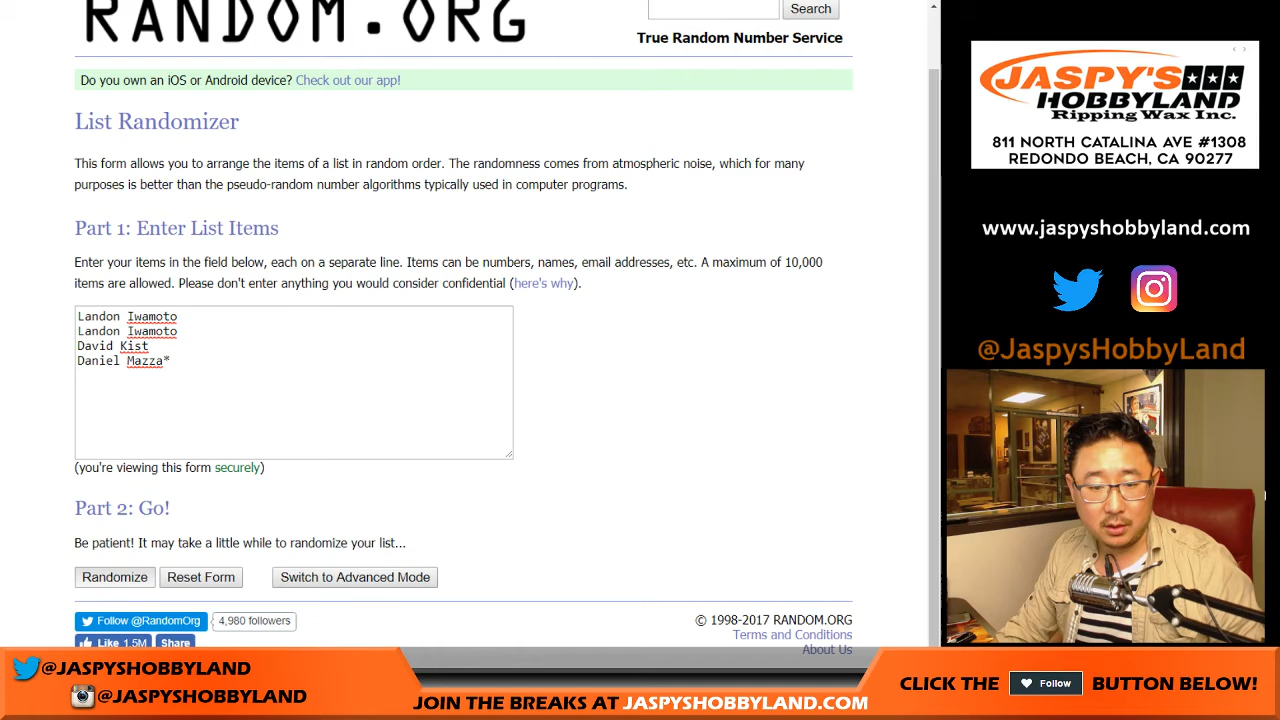 RANDOM.ORG
Search
True Random Number Service
Do you own an iOS or Android device? Check out our app!
List Randomizer
This form allows you to arrange the items of a list in random order. The randomness comes from atmospheric noise, which for many
purposes is better than the pseudo-random number algorithms typically used in computer programs.
Part 1: Enter List Items
Enter your items in the field below, each on a separate line. Items can be numbers, names, email addresses, etc. A maximum of 10,000
items are allowed. Please don't enter anything you would consider confidential (here's why).
Landon Iwamoto
Landon Iwamoto
David Kist
Daniel Mazza*
(you're viewing this form securely)
Part 2: Go!
Be patient! It may take a little while to randomize your list...
Randomize Reset Form Switch to Advanced Mode
Follow @RandomOrg 4,980 followers
Like 1.5M Share
© 1998-2017 RANDOM.ORG
Terms and Conditions
About Us
JASPY'S
HOBBYLAND
Ripping Wax Inc.
811 NORTH CATALINA AVE #1308
REDONDO BEACH, CA 90277
www.jaspyshobbyland.com
@JaspysHobbyLand
@JASPYSHOBBYLAND
@JASPYSHOBBYLAND
JOIN THE BREAKS AT JASPYSHOBBYLAND.COM
CLICK THE Follow BUTTON BELOW!